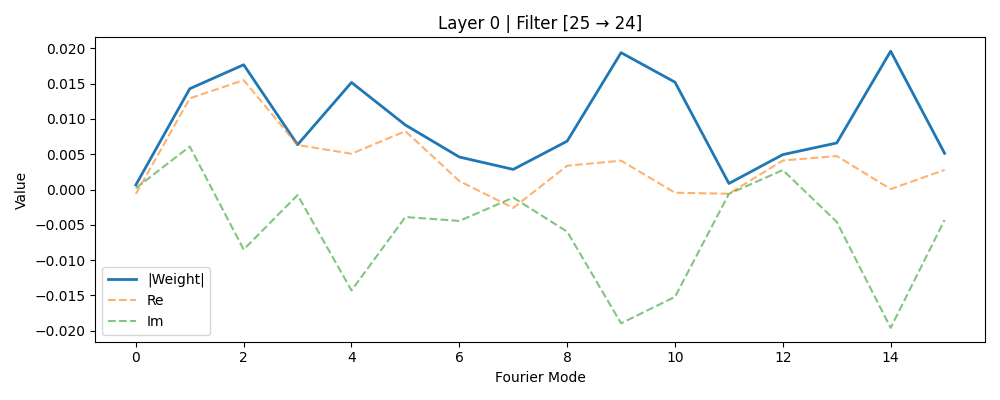 Layer 0 | Filter [25 → 24]
0.020
0.015
0.010
0.005
0.000
−0.005
−0.010
−0.015
−0.020
Value
|Weight|
Re
Im
0 2 4 6 8 10 12 14
Fourier Mode